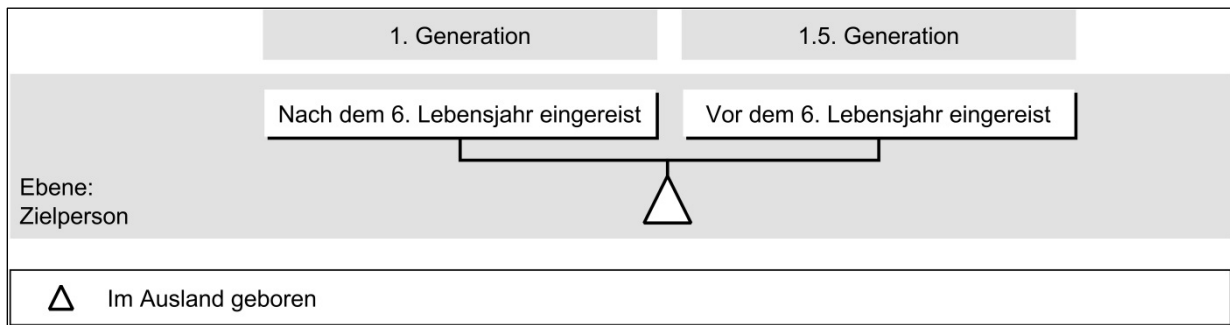 1. Generation
1.5. Generation
Nach dem 6. Lebensjahr eingereist
Vor dem 6. Lebensjahr eingereist
Ebene:
Zielperson
Im Ausland geboren